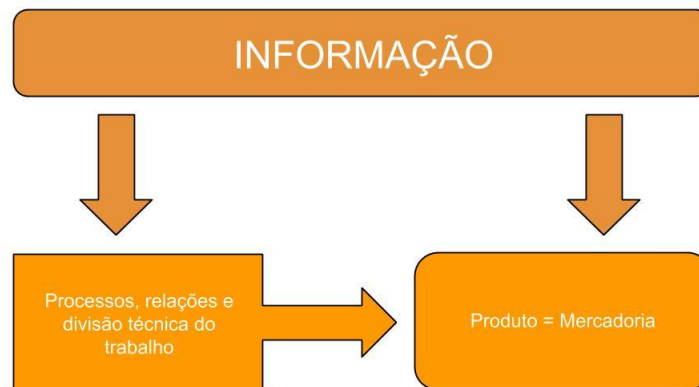 INFORMAÇÃO
Processos, relações e
divisão técnica do
trabalho
Produto = Mercadoria